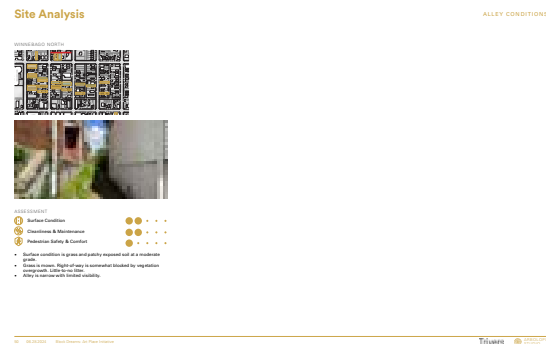 Site Analysis
ALLEY CONDITIONS
WINNEBAGO NORTH
ASSESSMENT
Surface Condition
Cleanliness & Maintenance
Pedestrian Safety & Comfort
• Surface condition is grass and patchy exposed soil at a moderate
grade.
• Grass is mown. Right-of-way is somewhat blocked by vegetation
overgrowth. Little-to-no litter.
• Alley is narrow with limited visibility.
Trivers